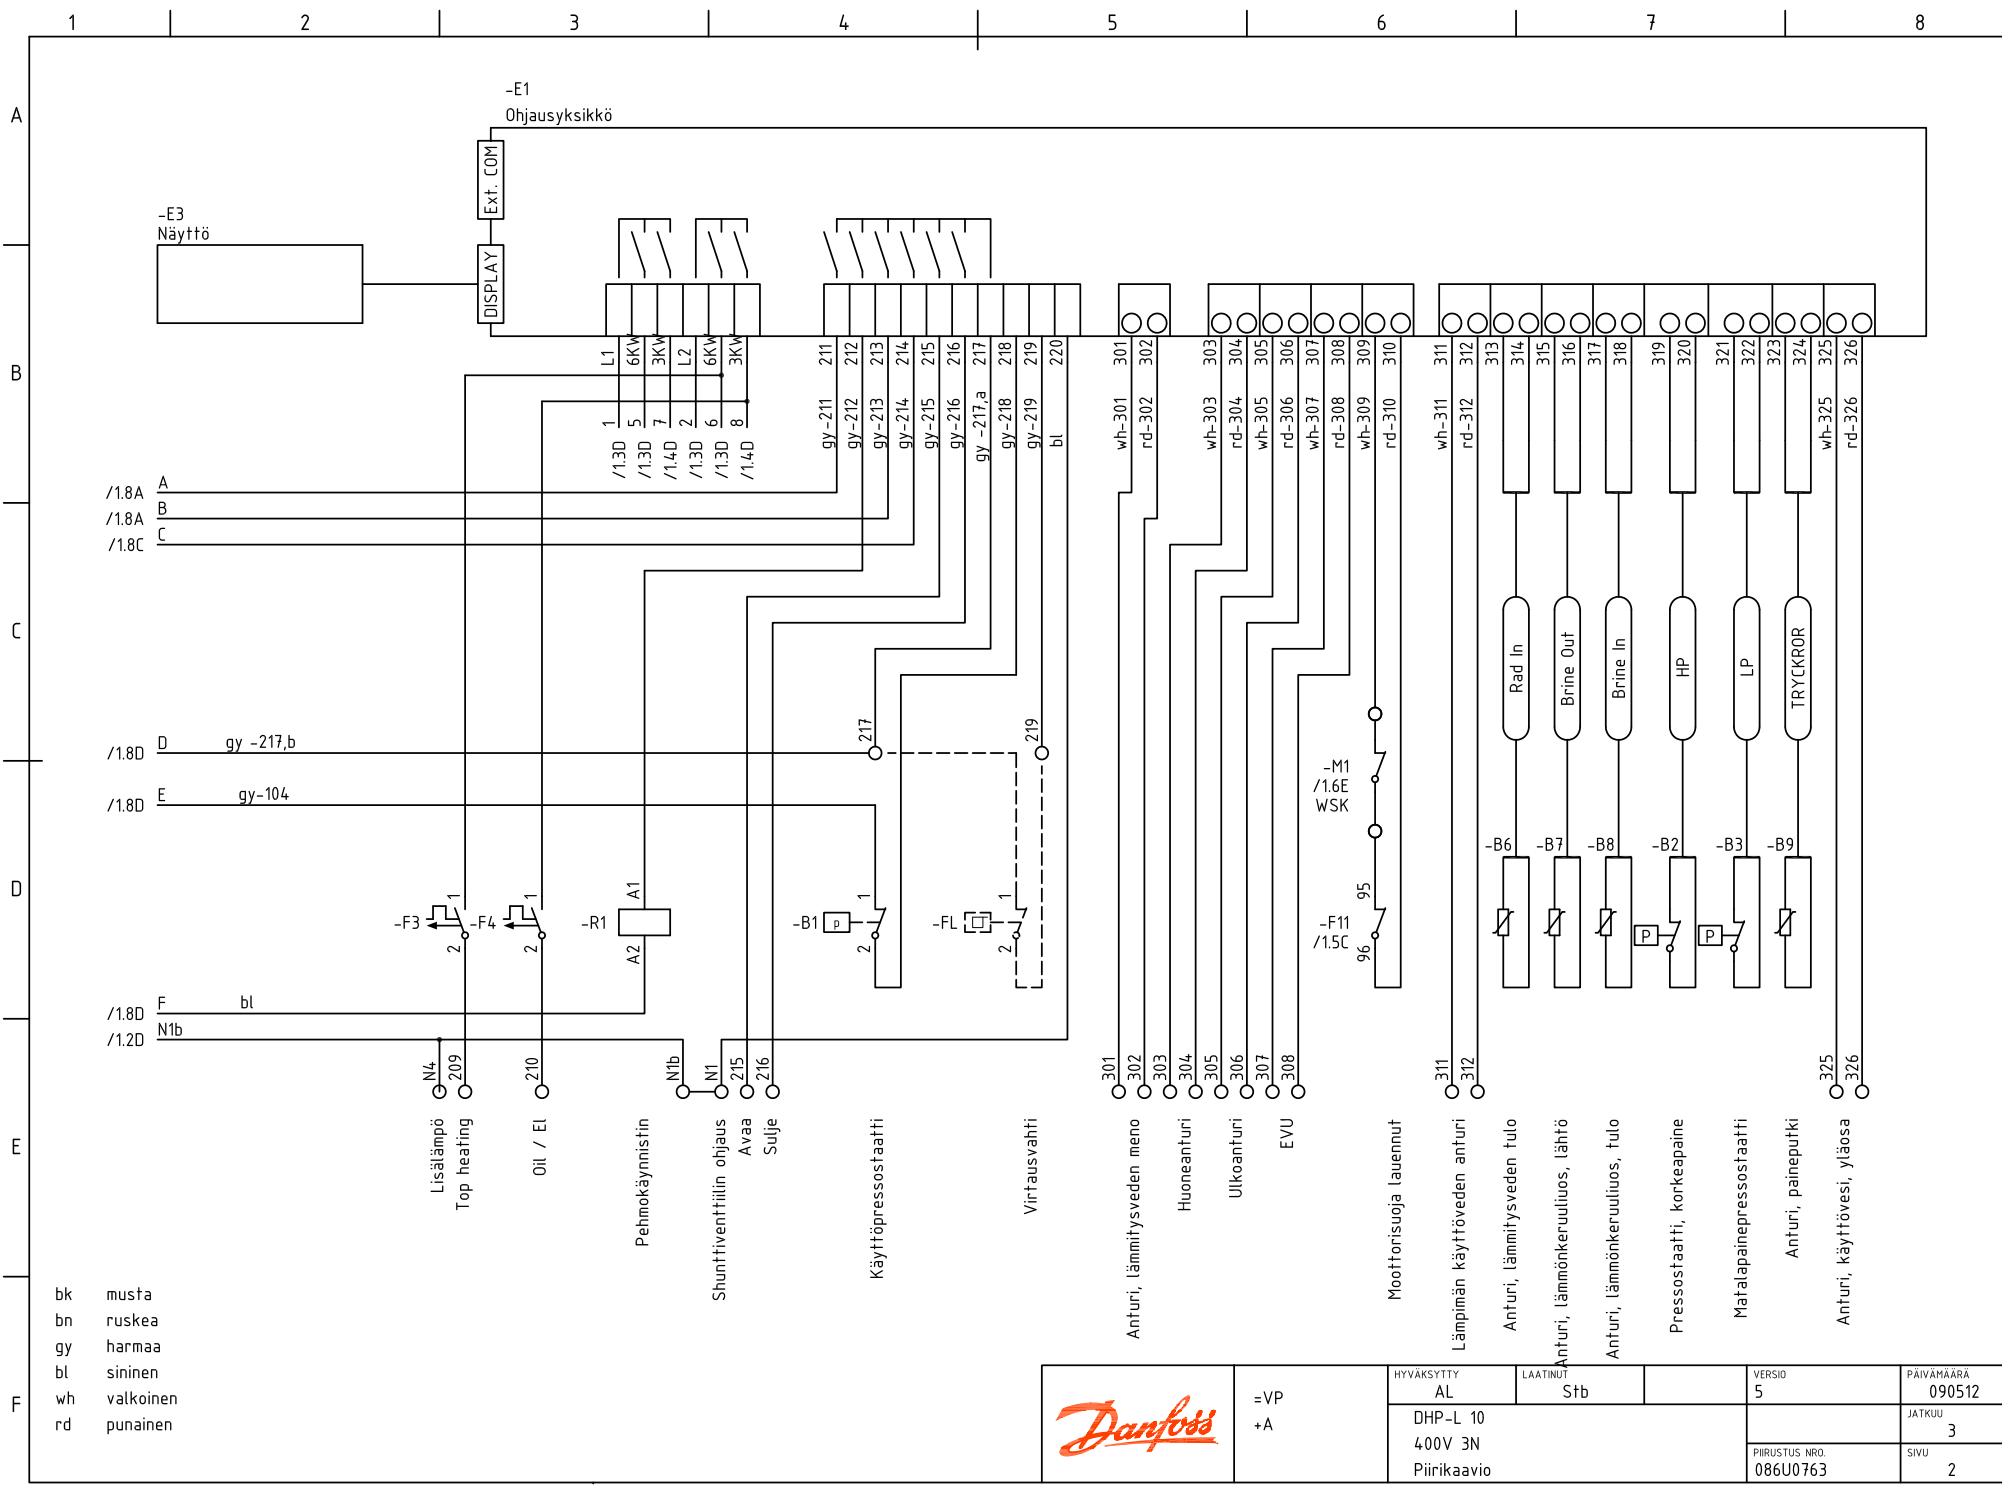 1 2 3 4 5 6 7 8
A
B
C
D
E
F
-E1
Ohjausyksikkö
Ext. COM
DISPLAY
-E3
Näyttö
L1 6KW 3KW L2 6KW 3KW
211 212 213 214 215 216 217 218 219 220
301 302
303 304 305 306 307 308 309 310
311 312 313 314 315 316 317 318 319 320 321 322 323 324 325 326
1 5 7 2 6 8
/1.3D /1.3D /1.4D /1.3D /1.3D /1.4D
gy-211 gy-212 gy-213 gy-214 gy-215 gy-216 gy -217,a gy-218 gy-219 bl
wh-301 rd-302
wh-303 rd-304 wh-305 rd-306 wh-307 rd-308 wh-309 rd-310
wh-311 rd-312
wh-325 rd-326
/1.8A A
/1.8A B
/1.8C C
Rad In
Brine Out
Brine In
HP
LP
TRYCKROR
217
219
/1.8D D gy -217,b
/1.8D E gy-104
-M1
/1.6E
WSK
-B6 -B7 -B8 -B2 -B3 -B9
-F3 1 2
-F4 1 2
-R1 A1 A2
-B1 p 1 2
-FL 1 2
-F11
/1.5C
95 96
P
P
/1.8D F bl
/1.2D N1b
N4 209 210 N1b N1 215 216
301 302 303 304 305 306 307 308
311 312
325 326
Lisälämpö
Top heating
Oil / El
Pehmokäynnistin
Shunttiventtiilin ohjaus
Avaa
Sulje
Käyttöpressostaatti
Virtausvahti
Anturi, lämmitysveden meno
Huoneanturi
Ulkoanturi
EVU
Moottorisuoja lauennut
Lämpimän käyttöveden anturi
Anturi, lämmitysveden tulo
Anturi, lämmönkeruuliuos, lähtö
Anturi, lämmönkeruuliuos, tulo
Pressostaatti, korkeapaine
Matalapainepressostaatti
Anturi, paineputki
Anturi, käyttövesi, yläosa
bk musta
bn ruskea
gy harmaa
bl sininen
wh valkoinen
rd punainen
Danfoss
=VP
+A
HYVÄKSYTTY
AL
LAATINUT
Stb
VERSIO
5
PÄIVÄMÄÄRÄ
090512
DHP-L 10
400V 3N
Piirikaavio
JATKUU
3
PIIRUSTUS NRO.
086U0763
SIVU
2